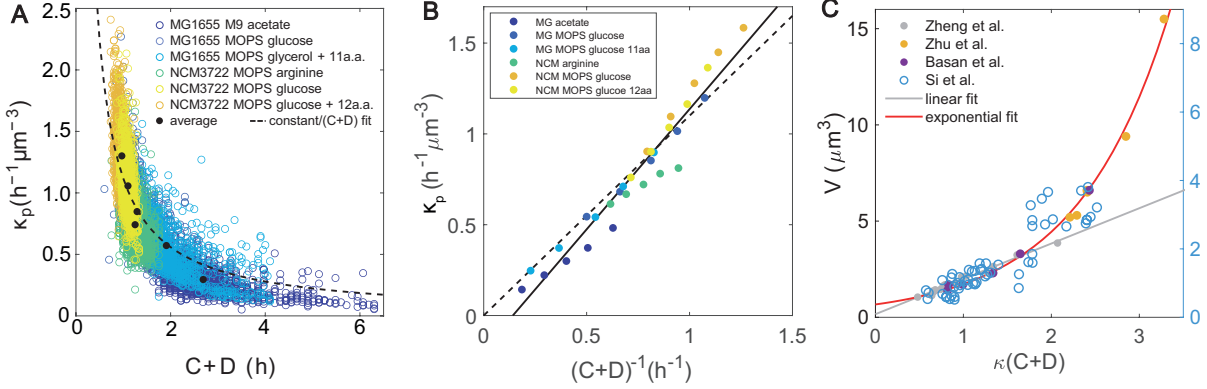 A
2.5
2.0
1.5
1.0
0.5
0
κp(h−1μm−3)
0
2
4
6
C+D (h)
MG1655 M9 acetate
MG1655 MOPS glucose
MG1655 MOPS glycerol + 11a.a.
NCM3722 MOPS arginine
NCM3722 MOPS glucose
NCM3722 MOPS glucose + 12a.a.
average
constant/(C+D) fit
B
1.5
1
0.5
0
κp (h-1μm-3)
0
0.5
1
1.5
(C+D)-1(h-1)
MG acetate
MG MOPS glucose
MG MOPS glucose 11aa
NCM arginine
NCM MOPS glucose
NCM MOPS glucoe 12aa
C
15
10
5
0
V (μm3)
0
1
2
3
κ(C+D)
8
6
4
2
0
Zheng et al.
Zhu et al.
Basan et al.
Si et al.
linear fit
exponential fit